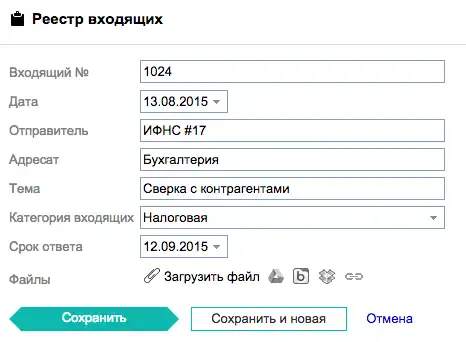 Реестр входящих
Входящий № 1024
Дата 13.08.2015
Отправитель ИФНС #17
Адресат Бухгалтерия
Тема Сверка с контрагентами
Категория входящих Налоговая
Срок ответа 12.09.2015
Файлы Загрузить файл
Сохранить Сохранить и новая Отмена